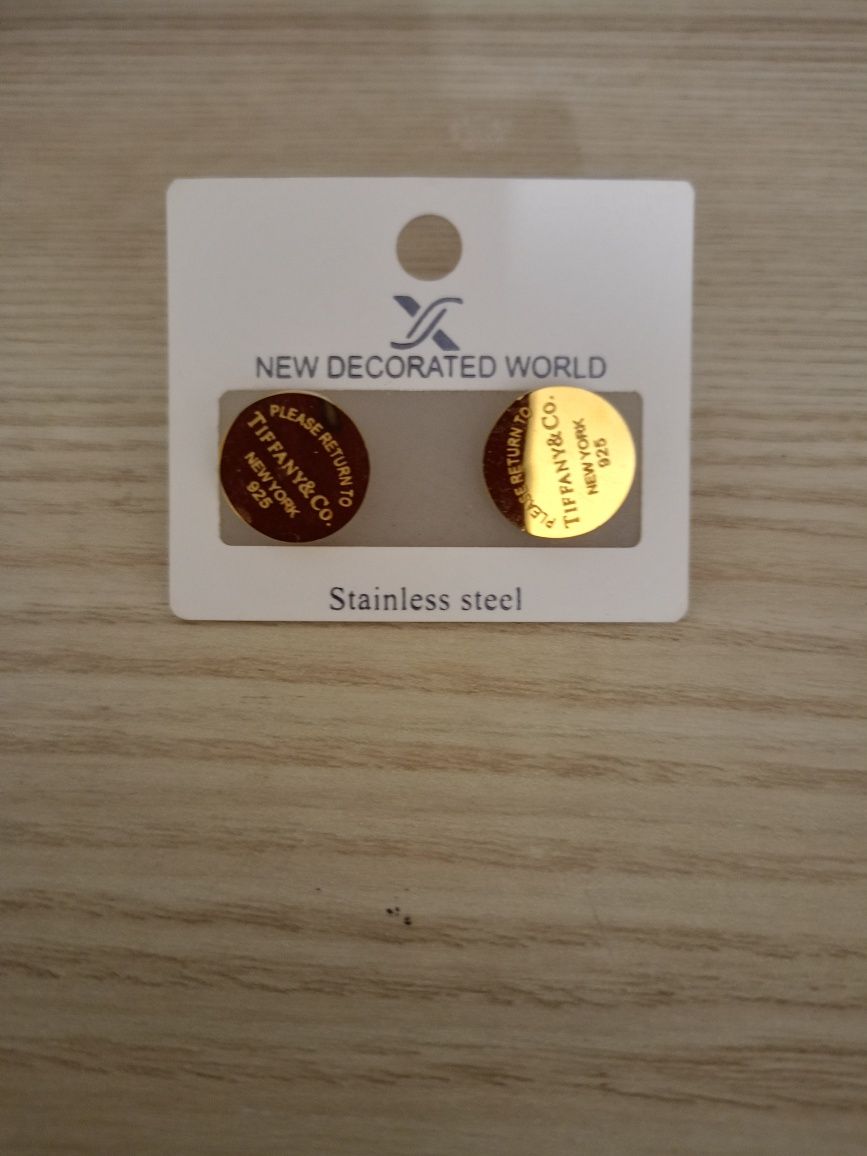 NEW DECORATED WORLD
PLEASE RETURN TO
TIFFANY & CO.
NEW YORK
925
PLEASE RETURN TO
TIFFANY & CO.
NEW YORK
925
Stainless steel